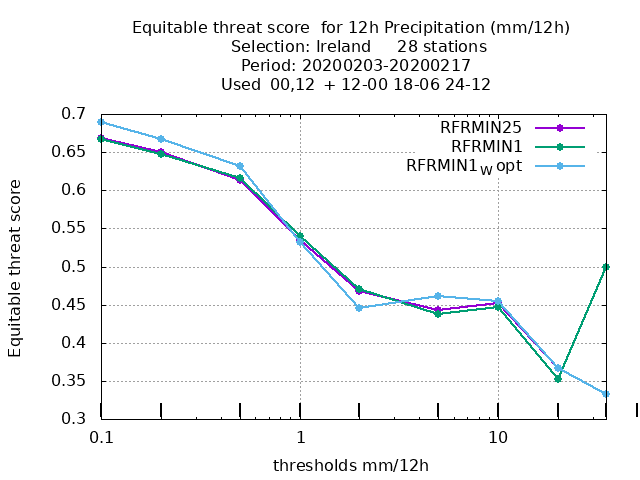 Equitable threat score  for 12h Precipitation (mm/12h)
Selection: Ireland     28 stations
Period: 20200203-20200217
Used  00,12  + 12-00 18-06 24-12
RFRMIN25
RFRMIN1
RFRMIN1W opt
Equitable threat score
0.7
0.65
0.6
0.55
0.5
0.45
0.4
0.35
0.3
0.1 1 10
thresholds mm/12h